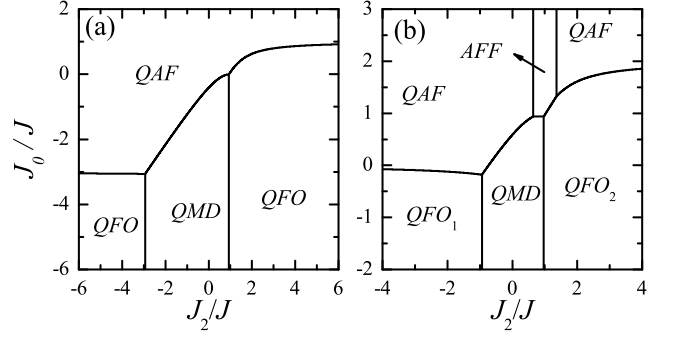 (a)
2
0
-2
-4
-6
J0/J
QAF
QFO
QMD
QFO
-6 -4 -2 0 2 4 6
J2/J
(b)
3
2
1
0
-1
-2
QAF
AFF
QAF
QFO1
QMD
QFO2
-4 -2 0 2 4
J2/J